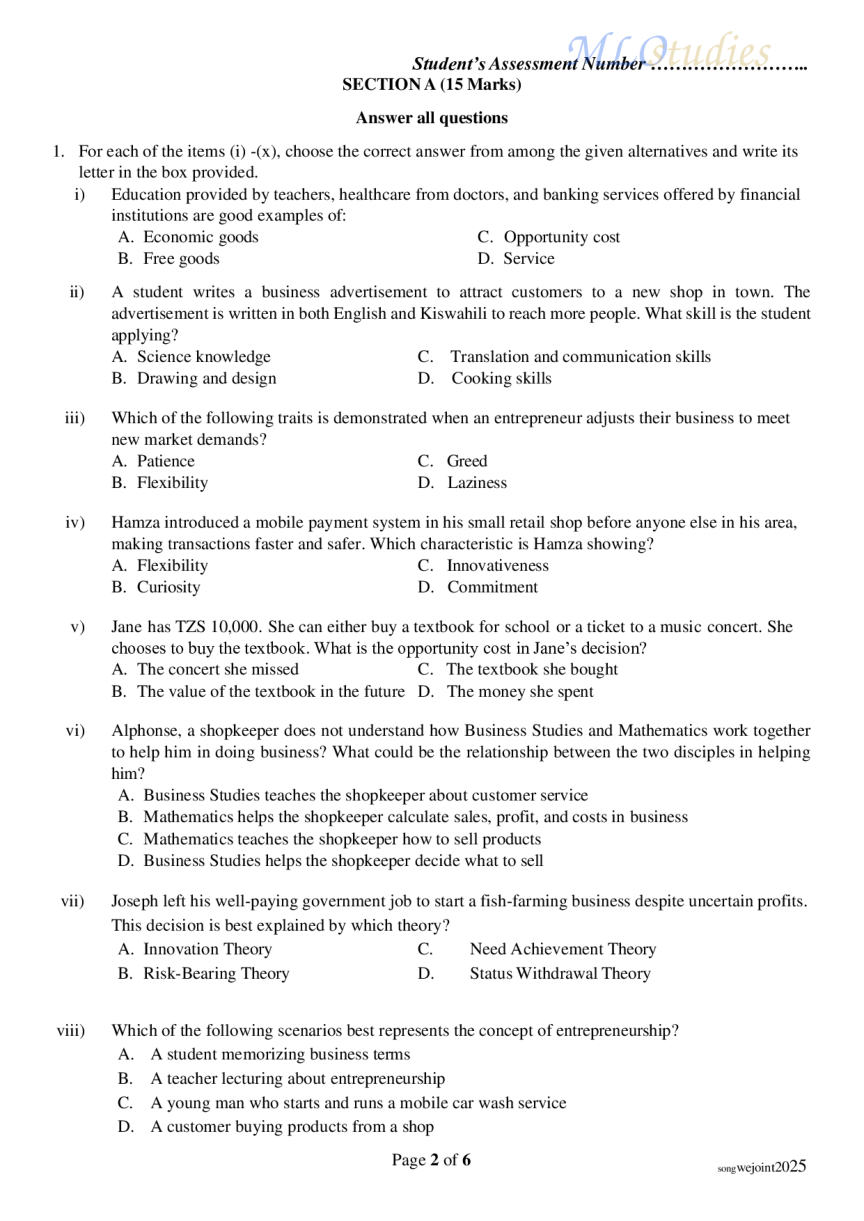 ML Studies
Student's Assessment Number ……………………..
SECTION A (15 Marks)
Answer all questions
1. For each of the items (i) -(x), choose the correct answer from among the given alternatives and write its
letter in the box provided.
i) Education provided by teachers, healthcare from doctors, and banking services offered by financial
institutions are good examples of:
A. Economic goods C. Opportunity cost
B. Free goods D. Service
ii) A student writes a business advertisement to attract customers to a new shop in town. The
advertisement is written in both English and Kiswahili to reach more people. What skill is the student
applying?
A. Science knowledge C. Translation and communication skills
B. Drawing and design D. Cooking skills
iii) Which of the following traits is demonstrated when an entrepreneur adjusts their business to meet
new market demands?
A. Patience C. Greed
B. Flexibility D. Laziness
iv) Hamza introduced a mobile payment system in his small retail shop before anyone else in his area,
making transactions faster and safer. Which characteristic is Hamza showing?
A. Flexibility C. Innovativeness
B. Curiosity D. Commitment
v) Jane has TZS 10,000. She can either buy a textbook for school or a ticket to a music concert. She
chooses to buy the textbook. What is the opportunity cost in Jane's decision?
A. The concert she missed C. The textbook she bought
B. The value of the textbook in the future D. The money she spent
vi) Alphonse, a shopkeeper does not understand how Business Studies and Mathematics work together
to help him in doing business? What could be the relationship between the two disciples in helping
him?
A. Business Studies teaches the shopkeeper about customer service
B. Mathematics helps the shopkeeper calculate sales, profit, and costs in business
C. Mathematics teaches the shopkeeper how to sell products
D. Business Studies helps the shopkeeper decide what to sell
vii) Joseph left his well-paying government job to start a fish-farming business despite uncertain profits.
This decision is best explained by which theory?
A. Innovation Theory C. Need Achievement Theory
B. Risk-Bearing Theory D. Status Withdrawal Theory
viii) Which of the following scenarios best represents the concept of entrepreneurship?
A. A student memorizing business terms
B. A teacher lecturing about entrepreneurship
C. A young man who starts and runs a mobile car wash service
D. A customer buying products from a shop
Page 2 of 6
songwejoint2025